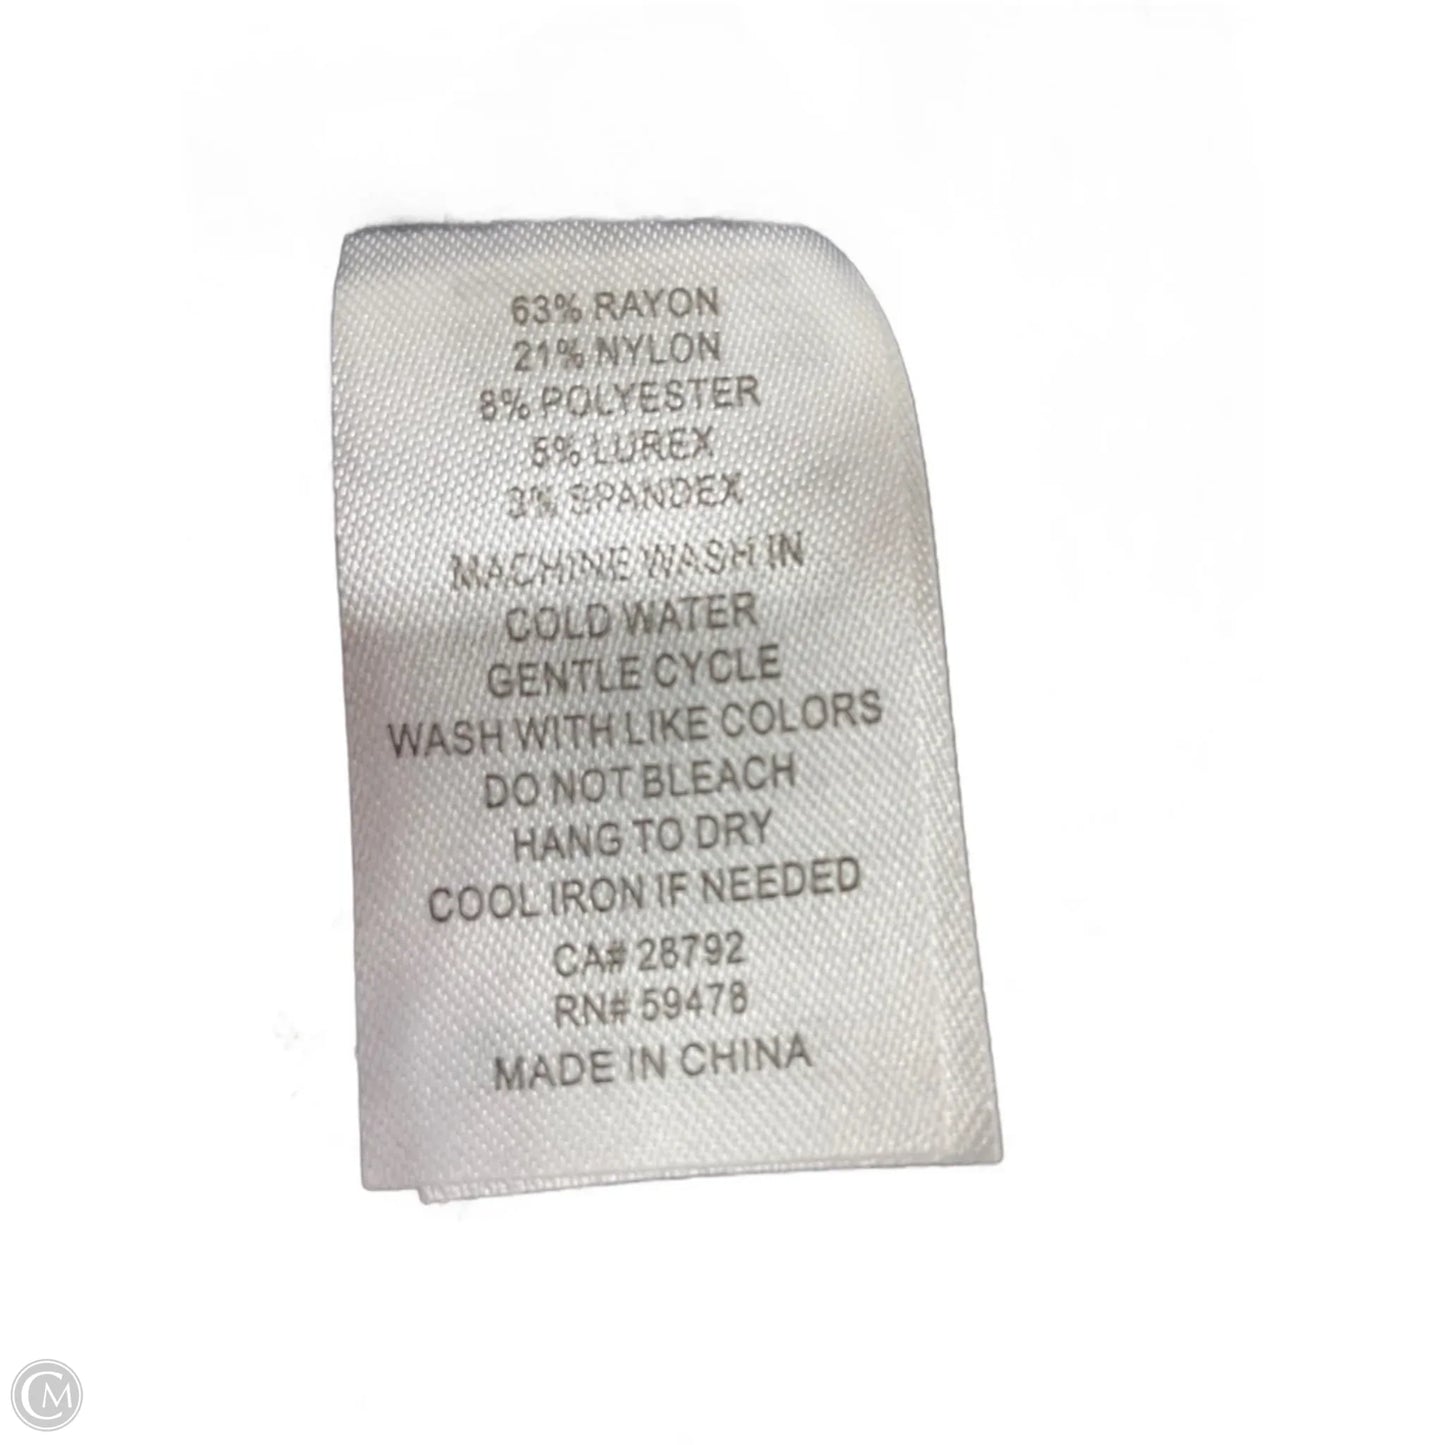 63% RAYON
21% NYLON
8% POLYESTER
5% LUREX
3% SPANDEX
MACHINE WASH IN
COLD WATER
GENTLE CYCLE
WASH WITH LIKE COLORS
DO NOT BLEACH
HANG TO DRY
COOL IRON IF NEEDED
CA# 28792
RN# 59478
MADE IN CHINA
CM